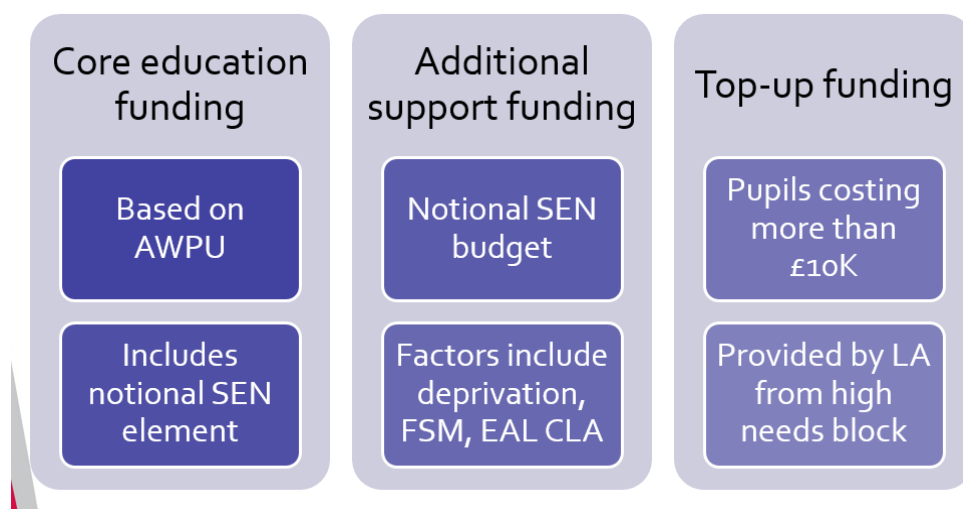 Core education
funding
Based on
AWPU
Includes
notional SEN
element
Additional
support funding
Notional SEN
budget
Factors include
deprivation,
FSM, EAL CLA
Top-up funding
Pupils costing
more than
£10K
Provided by LA
from high
needs block